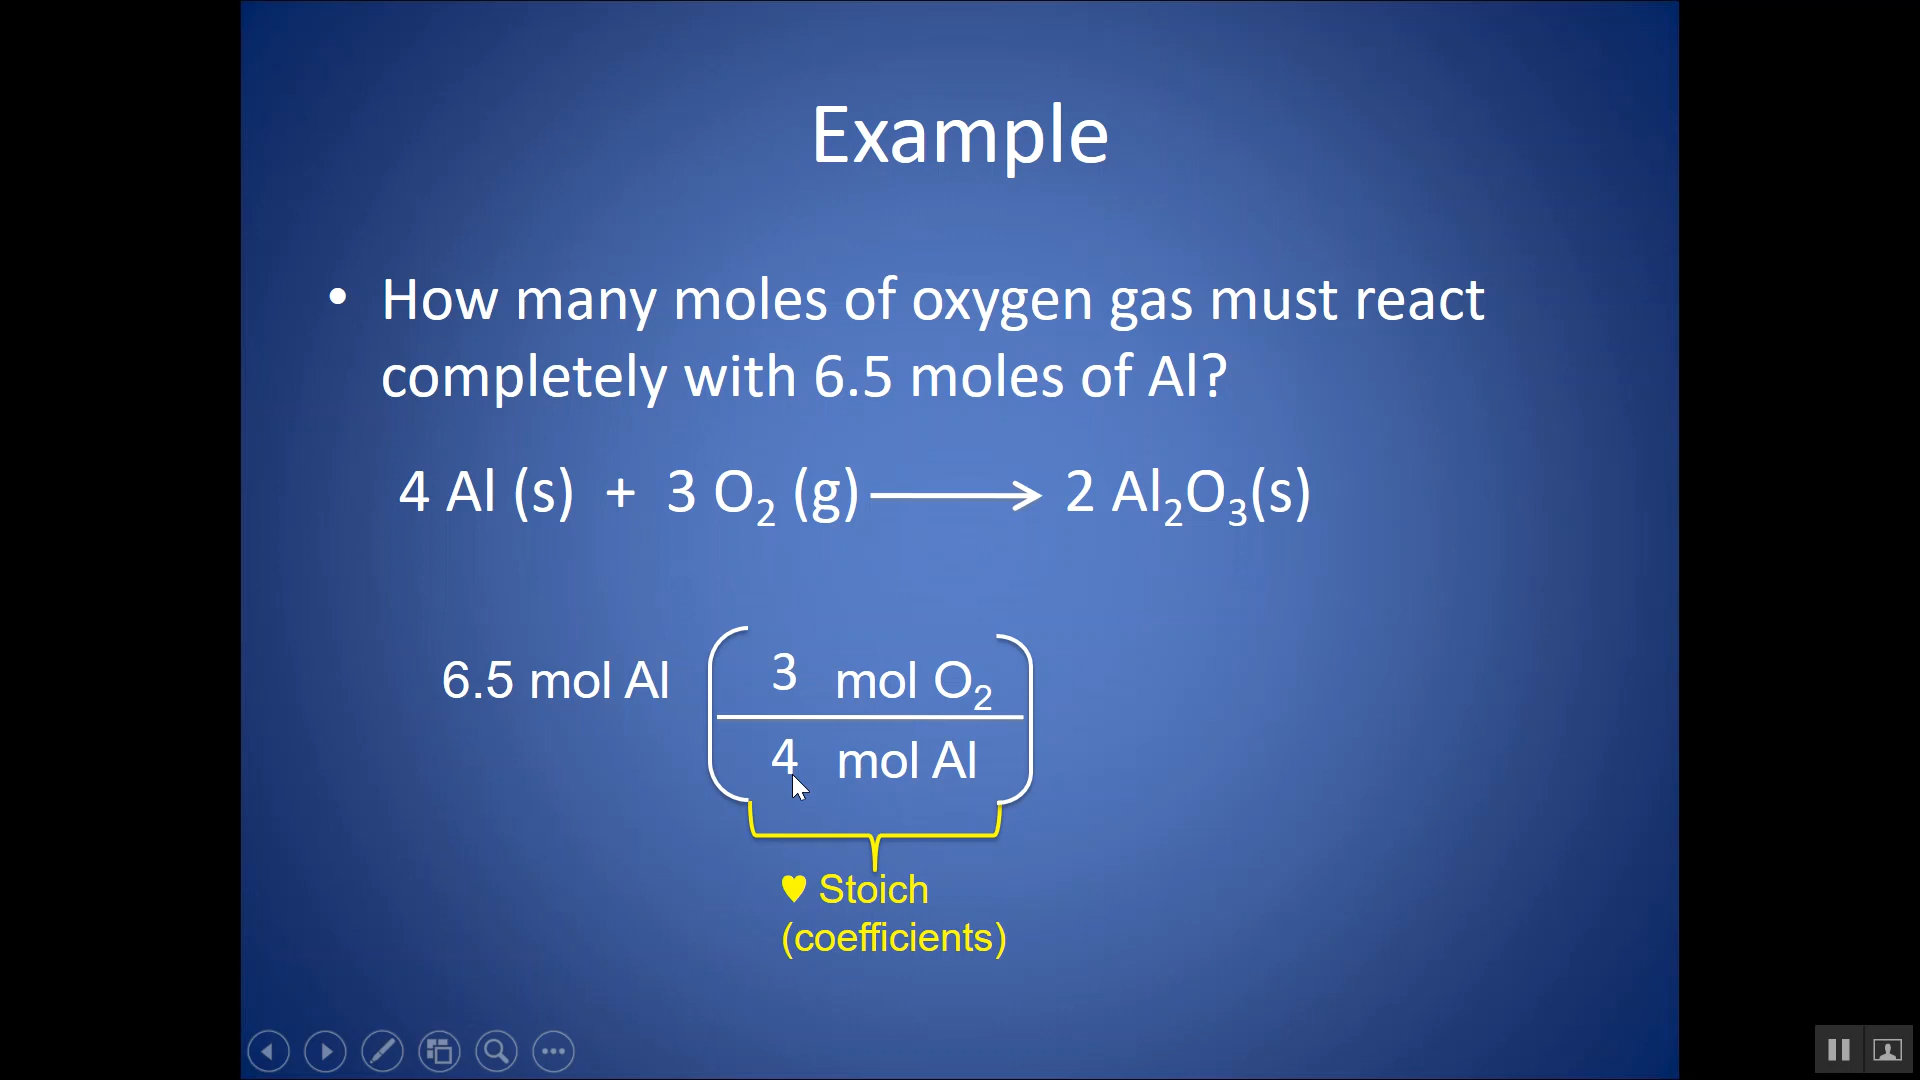 Example
• How many moles of oxygen gas must react
completely with 6.5 moles of Al?
4 Al (s) + 3 O₂ (g) ⟶ 2 Al₂O₃(s)
6.5 mol Al
3 mol O₂
4 mol Al
♥ Stoich
(coefficients)